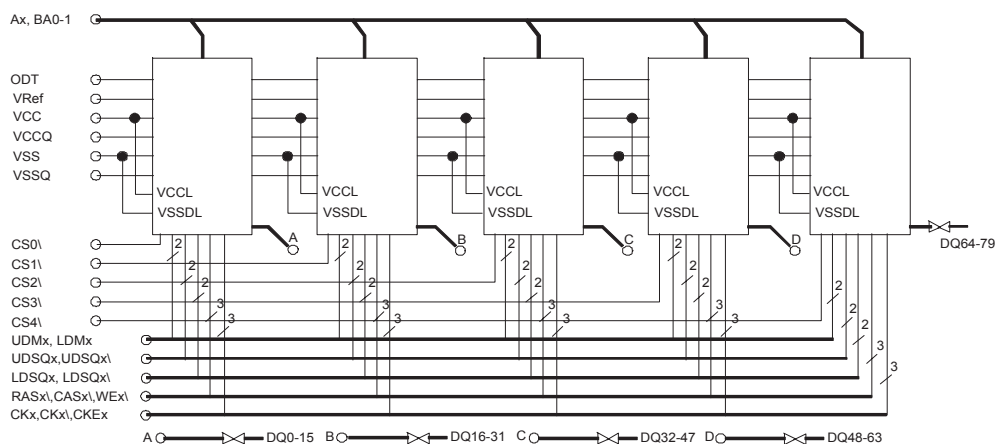 Ax, BA0-1
ODT
VRef
VCC
VCCQ
VSS
VSSQ
VCCL VCCL VCCL VCCL VCCL
VSSDL VSSDL VSSDL VSSDL VSSDL
A B C D
DQ64-79
CS0\
2 2 2 2
CS1\
CS2\
2 2 2 2
CS3\
2 2 2 2
3 3 3 3
CS4\
3 3 3 3
2
2
2
3
3
UDMx, LDMx
UDSQx,UDSQx\
LDSQx, LDSQx\
RASx\,CASx\,WEx\
CKx,CKx\,CKEx
A DQ0-15 B DQ16-31 C DQ32-47 D DQ48-63